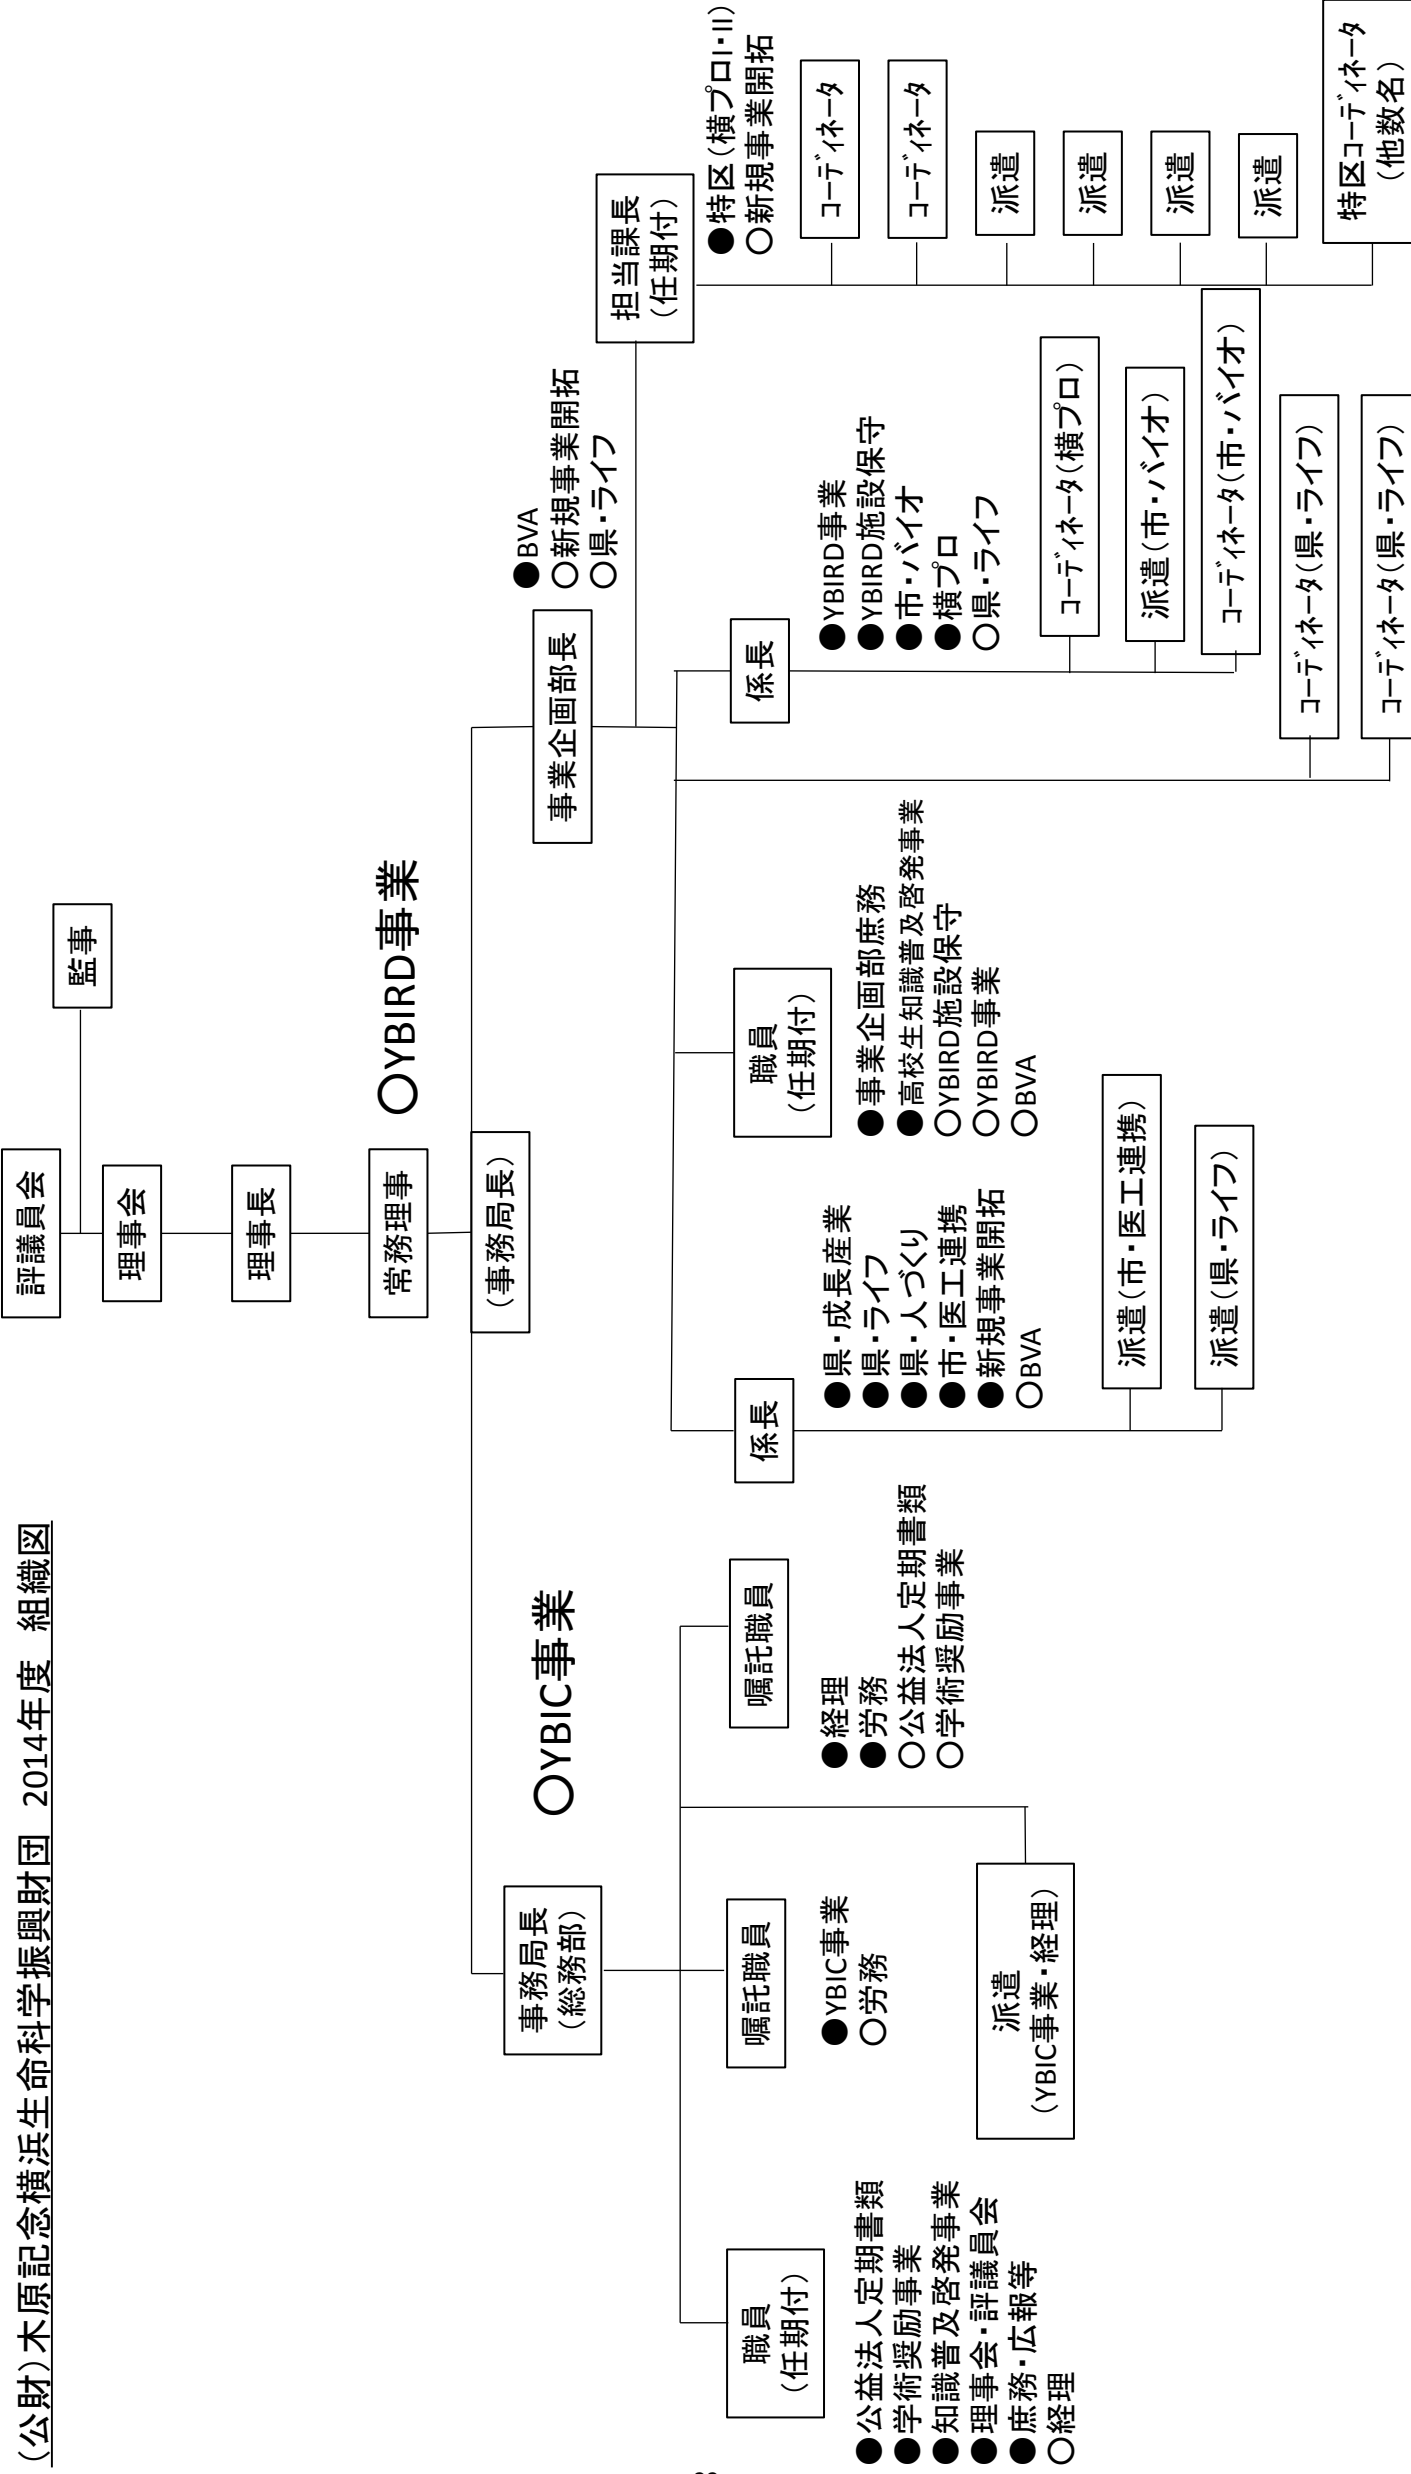 （公財）木原記念横浜生命科学振興財団　2014年度　組織図
評議員会
監事
理事会
理事長
常務理事
（事務局長）
○YBIRD事業
事務局長
（総務部）
○YBIC事業
職員
（任期付）
●公益法人定期書類
●学術奨励事業
●知識普及啓発事業
●理事会・評議員会
●庶務・広報等
○経理
嘱託職員
●YBIC事業
○労務
派遣
（YBIC事業・経理）
嘱託職員
●経理
●労務
○公益法人定期書類
○学術奨励事業
事業企画部長
●BVA
○新規事業開拓
○県・ライフ
係長
●県・成長産業
●県・ライフ
●県・人づくり
●市・医工連携
●新規事業開拓
○BVA
派遣（市・医工連携）
派遣（県・ライフ）
職員
（任期付）
●事業企画部庶務
●高校生知識普及啓発事業
○YBIRD施設保守
○YBIRD事業
○BVA
係長
●YBIRD事業
●YBIRD施設保守
●市・バイオ
●横プロ
○県・ライフ
ｺｰﾃﾞｨﾈｰﾀ（横プロ）
派遣（市・バイオ）
ｺｰﾃﾞｨﾈｰﾀ（市・バイオ）
ｺｰﾃﾞｨﾈｰﾀ（県・ライフ）
ｺｰﾃﾞｨﾈｰﾀ（県・ライフ）
担当課長
（任期付）
●特区（横プロⅠ・Ⅱ）
○新規事業開拓
ｺｰﾃﾞｨﾈｰﾀ
ｺｰﾃﾞｨﾈｰﾀ
派遣
派遣
派遣
派遣
特区ｺｰﾃﾞｨﾈｰﾀ
（他数名）